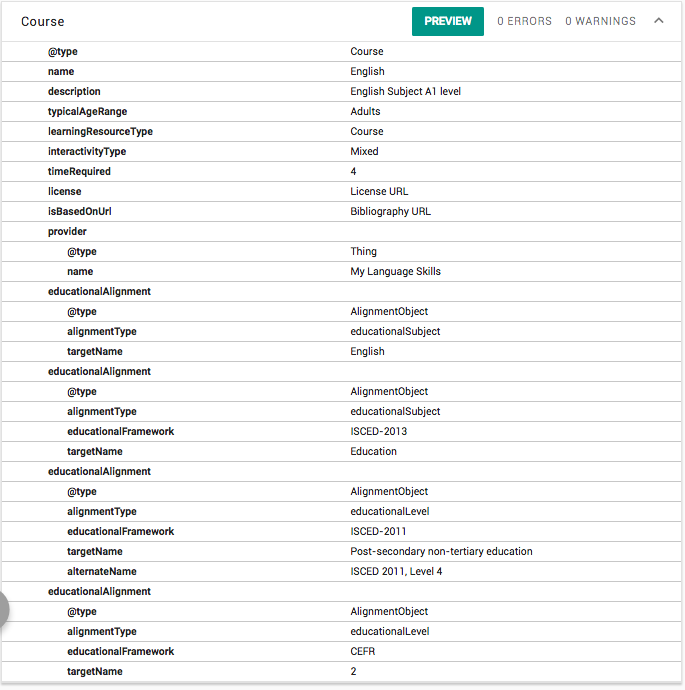 Course PREVIEW 0 ERRORS 0 WARNINGS
@type Course
name English
description English Subject A1 level
typicalAgeRange Adults
learningResourceType Course
interactivityType Mixed
timeRequired 4
license License URL
isBasedOnUrl Bibliography URL
provider
@type Thing
name My Language Skills
educationalAlignment
@type AlignmentObject
alignmentType educationalSubject
targetName English
educationalAlignment
@type AlignmentObject
alignmentType educationalSubject
educationalFramework ISCED-2013
targetName Education
educationalAlignment
@type AlignmentObject
alignmentType educationalLevel
educationalFramework ISCED-2011
targetName Post-secondary non-tertiary education
alternateName ISCED 2011, Level 4
educationalAlignment
@type AlignmentObject
alignmentType educationalLevel
educationalFramework CEFR
targetName 2